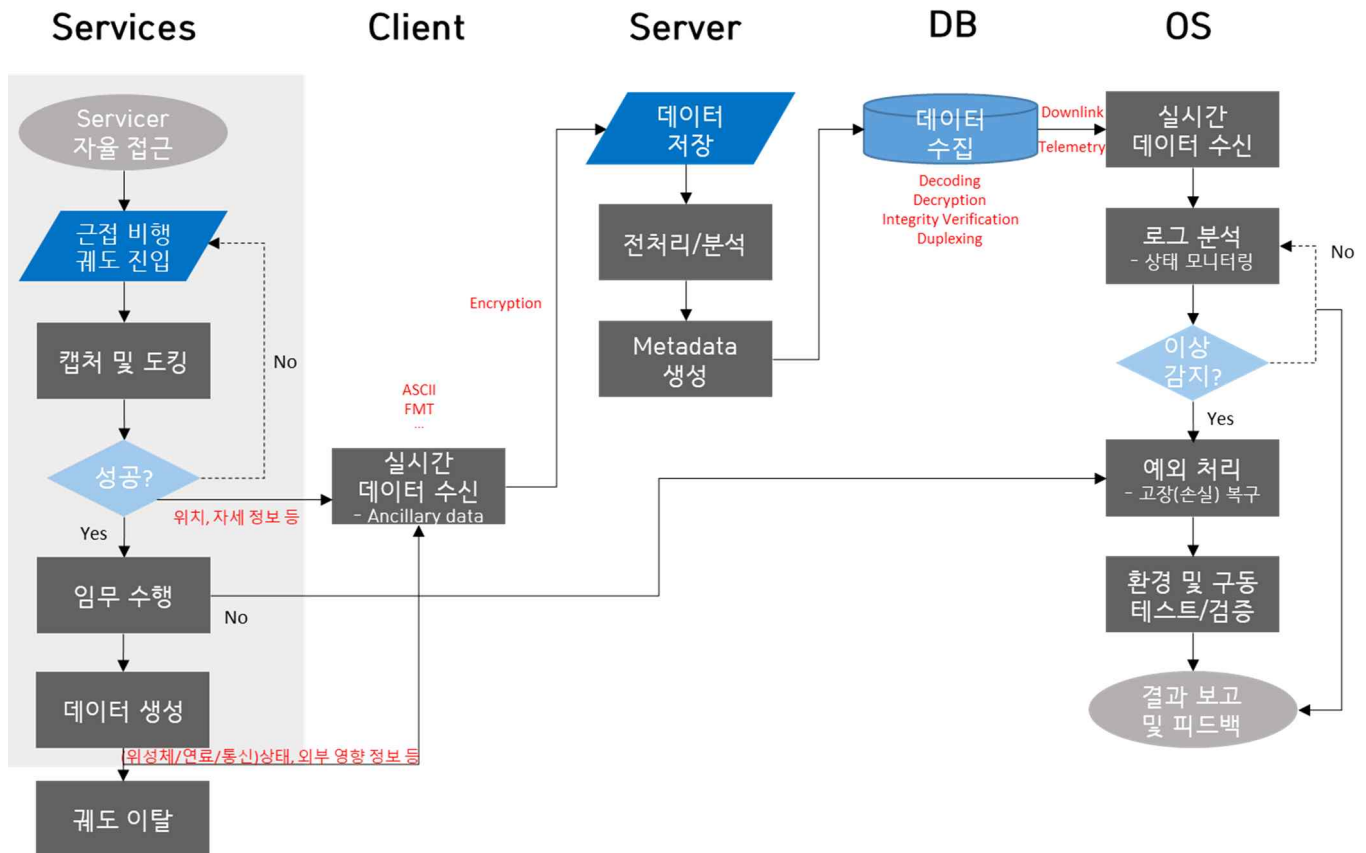 Services
Client
Server
DB
OS
Servicer
자율 접근
근접 비행
궤도 진입
캡처 및 도킹
No
성공?
위치, 자세 정보 등
Yes
임무 수행
No
데이터 생성
(위성체/연료/통신)상태, 외부 영향 정보 등
궤도 이탈
ASCII
FMT
...
실시간
데이터 수신
- Ancillary data
Encryption
데이터
저장
전처리/분석
Metadata
생성
데이터
수집
Decoding
Decryption
Integrity Verification
Duplexing
Downlink
Telemetry
실시간
데이터 수신
로그 분석
- 상태 모니터링
No
이상
감지?
Yes
예외 처리
- 고장(손실) 복구
환경 및 구동
테스트/검증
결과 보고
및 피드백